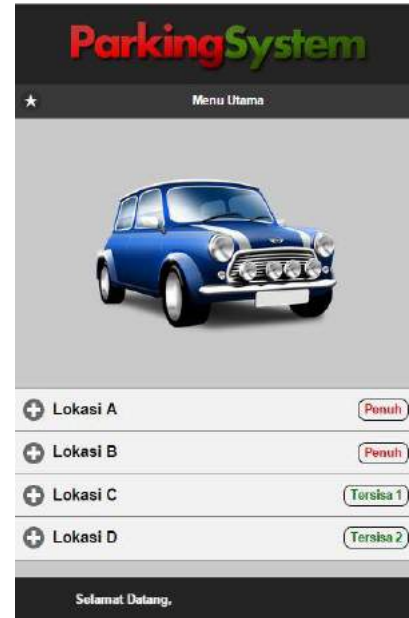 ParkingSystem
Menu Utama
Lokasi A Penuh
Lokasi B Penuh
Lokasi C Tersisa 1
Lokasi D Tersisa 2
Selamat Datang,